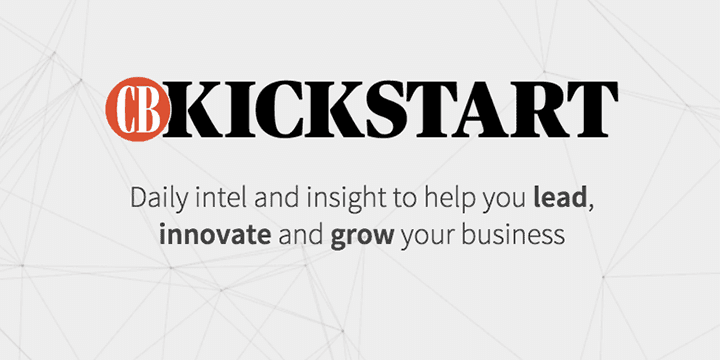 CB KICKSTART
Daily intel and insight to help you lead,
innovate and grow your business